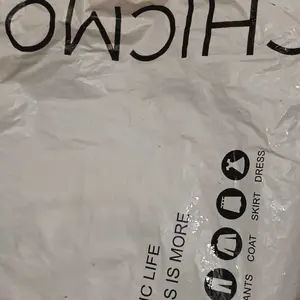 CHICMO
IC LIFE
S IS MORE
ANTS COAT SKIRT DRESS